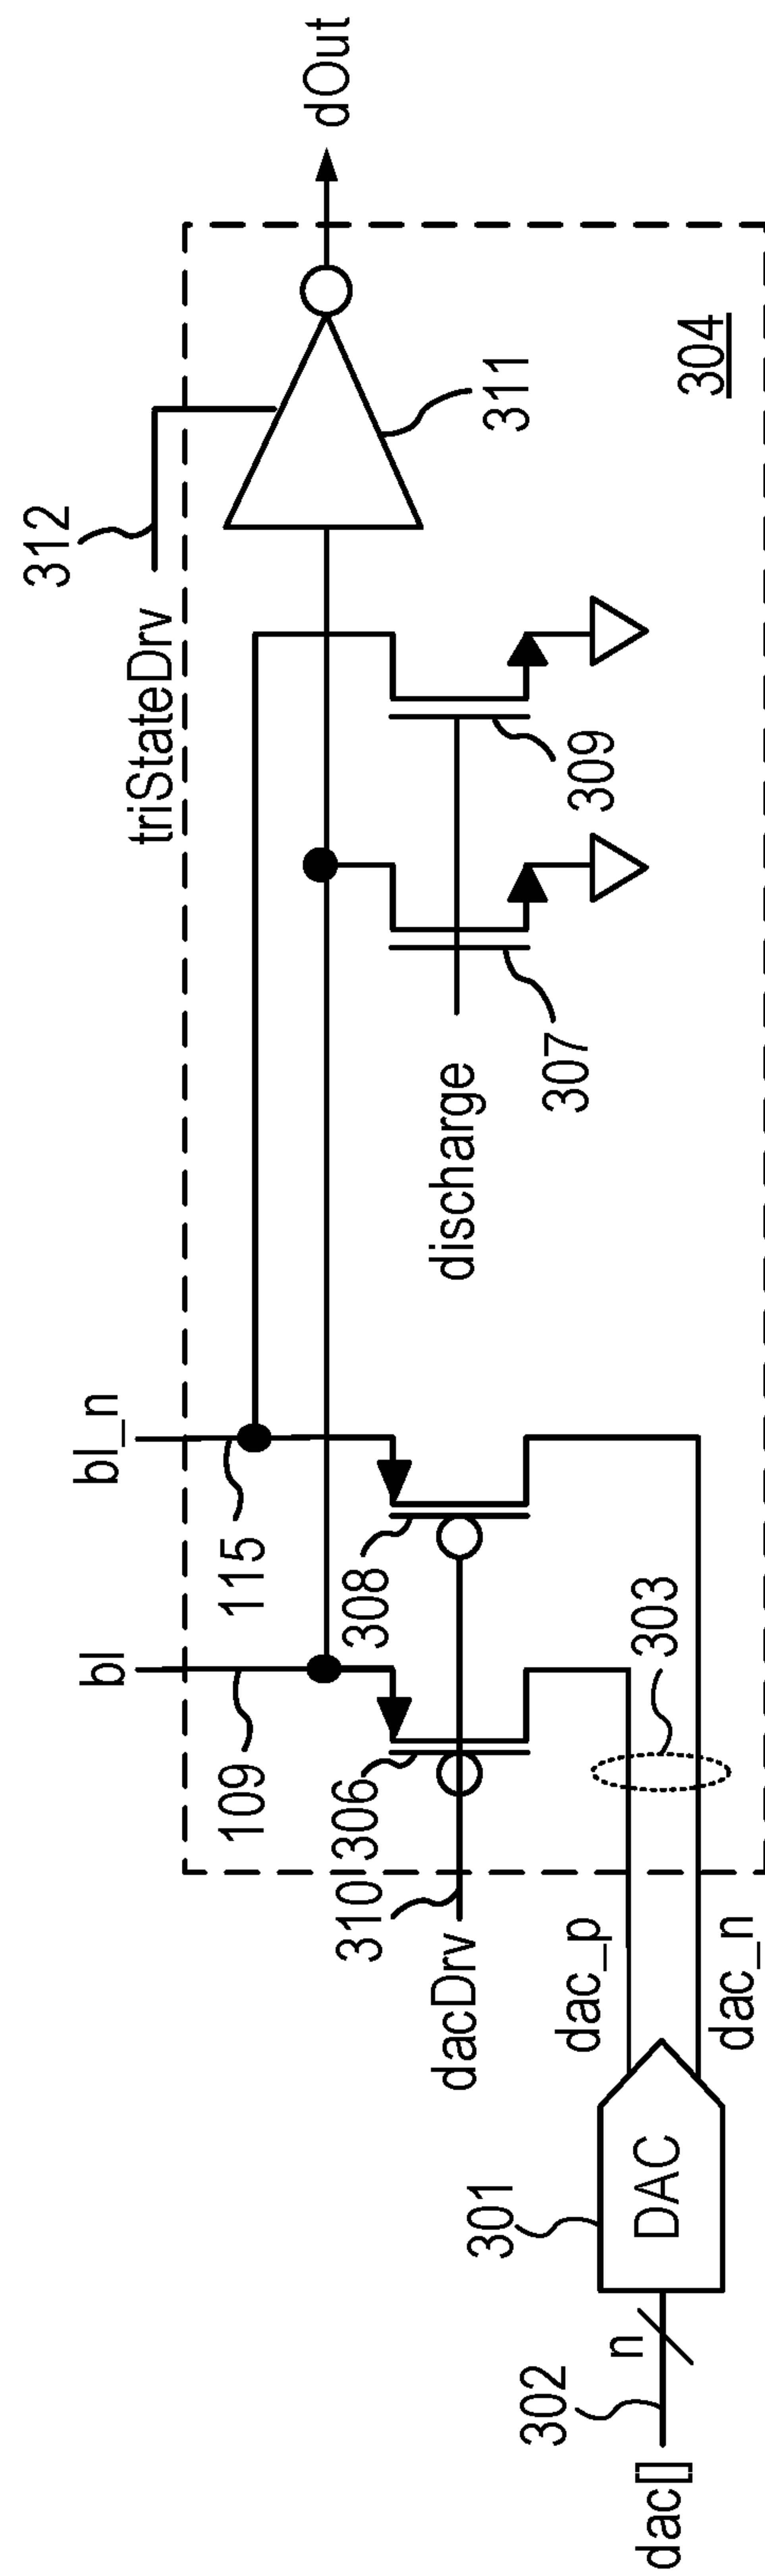 dac[]
302
n
301
DAC
dac_p
dac_n
dacDrv
310
303
bl
109
306
bl_n
115
308
discharge
307
309
triStateDrv
312
311
304
dOut